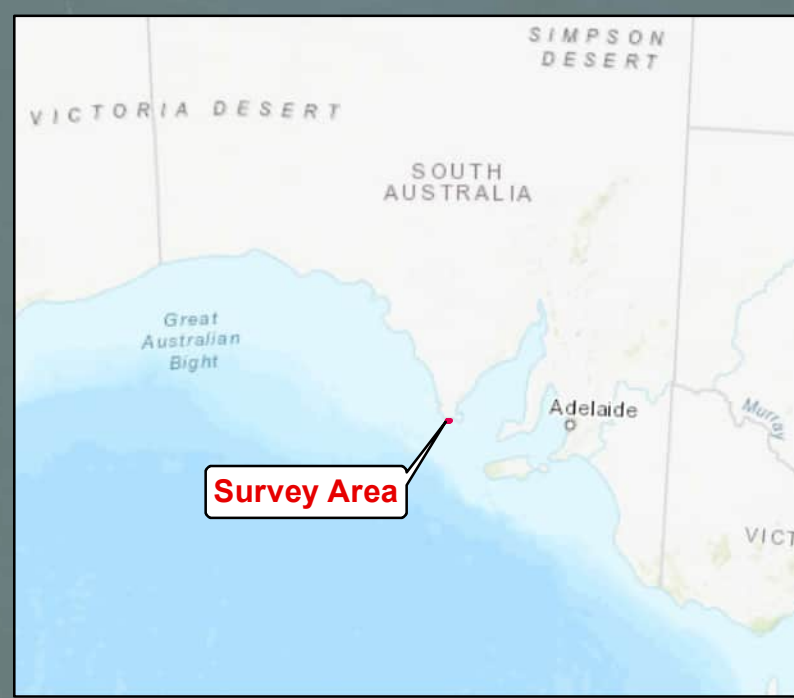 SIMPSON
DESERT
VICTORIA DESERT
SOUTH
AUSTRALIA
Great
Australian
Bight
Adelaide
Murray
Survey Area
VICT